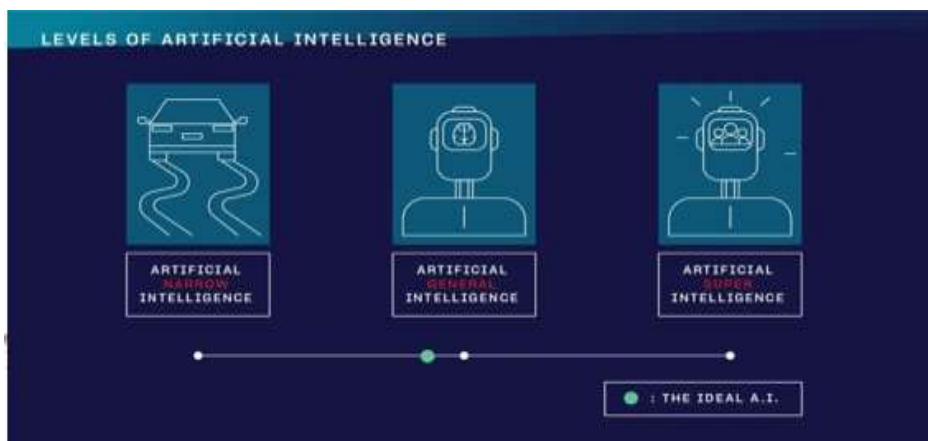 LEVELS OF ARTIFICIAL INTELLIGENCE
ARTIFICIAL
NARROW
INTELLIGENCE
ARTIFICIAL
GENERAL
INTELLIGENCE
ARTIFICIAL
SUPER
INTELLIGENCE
: THE IDEAL A.I.